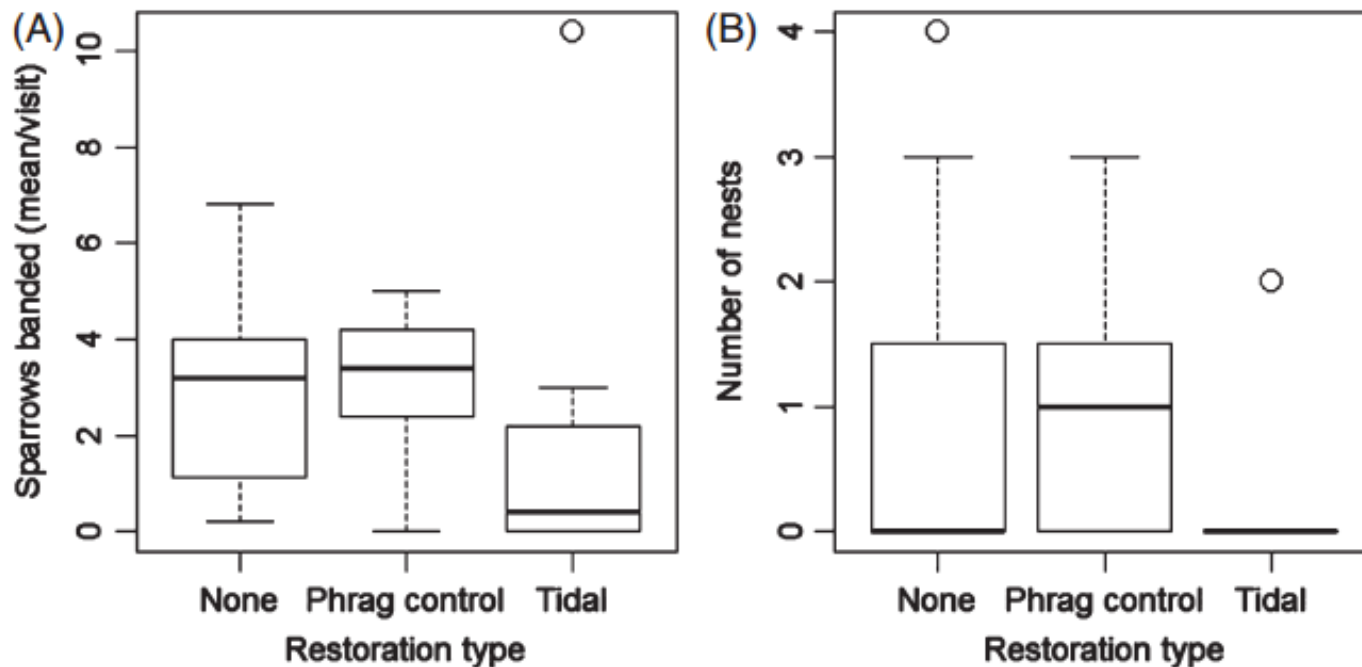 (A)
Sparrows banded (mean/visit)
10
8
6
4
2
0
None Phrag control Tidal
Restoration type
(B)
Number of nests
4
3
2
1
0
None Phrag control Tidal
Restoration type